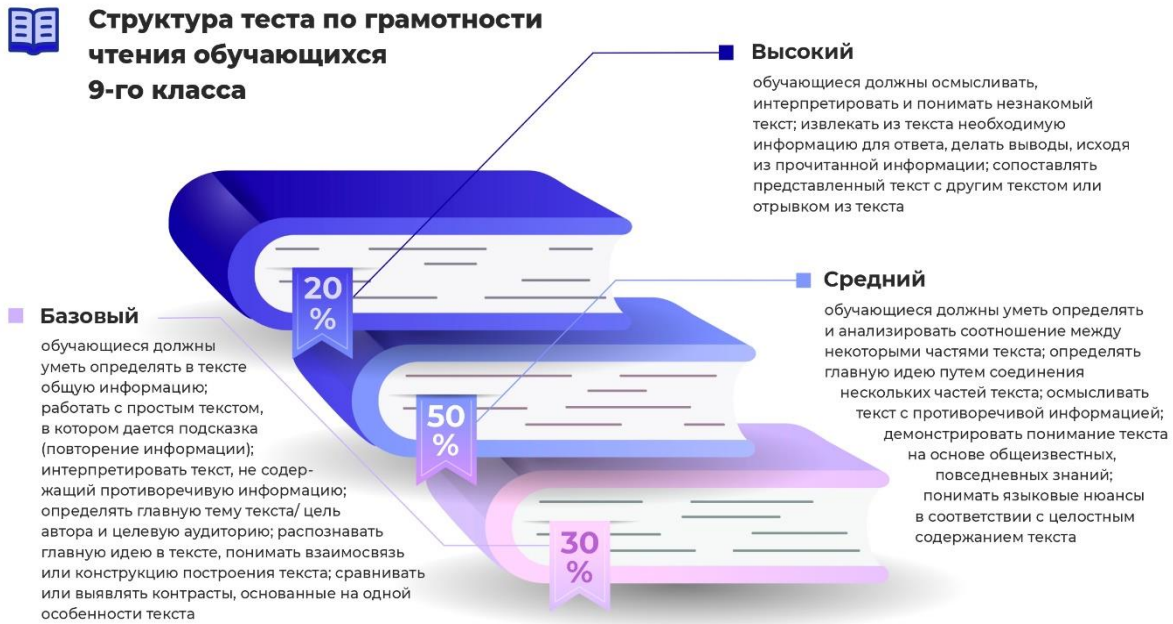 Структура теста по грамотности
чтения обучающихся
9-го класса
Высокий
обучающиеся должны осмысливать,
интерпретировать и понимать незнакомый
текст; извлекать из текста необходимую
информацию для ответа, делать выводы, исходя
из прочитанной информации; сопоставлять
представленный текст с другим текстом или
отрывком из текста
20
%
Средний
обучающиеся должны уметь определять
и анализировать соотношение между
некоторыми частями текста; определять
главную идею путем соединения
нескольких частей текста; осмысливать
текст с противоречивой информацией;
демонстрировать понимание текста
на основе общеизвестных,
повседневных знаний;
понимать языковые нюансы
в соответствии с целостным
содержанием текста
50
%
Базовый
обучающиеся должны
уметь определять в тексте
общую информацию;
работать с простым текстом,
в котором дается подсказка
(повторение информации);
интерпретировать текст, не содер-
жащий противоречивую информацию;
определять главную тему текста/ цель
автора и целевую аудиторию; распознавать
главную идею в тексте, понимать взаимосвязь
или конструкцию построения текста; сравнивать
или выявлять контрасты, основанные на одной
особенности текста
30
%